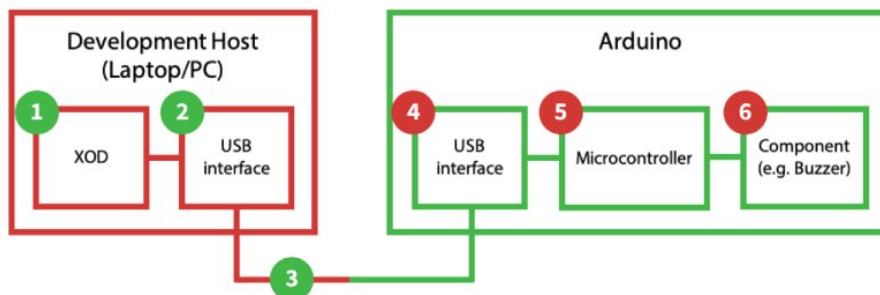 Development Host
(Laptop/PC)
1
XOD
2
USB
interface
3
Arduino
4
USB
interface
5
Microcontroller
6
Component
(e.g. Buzzer)